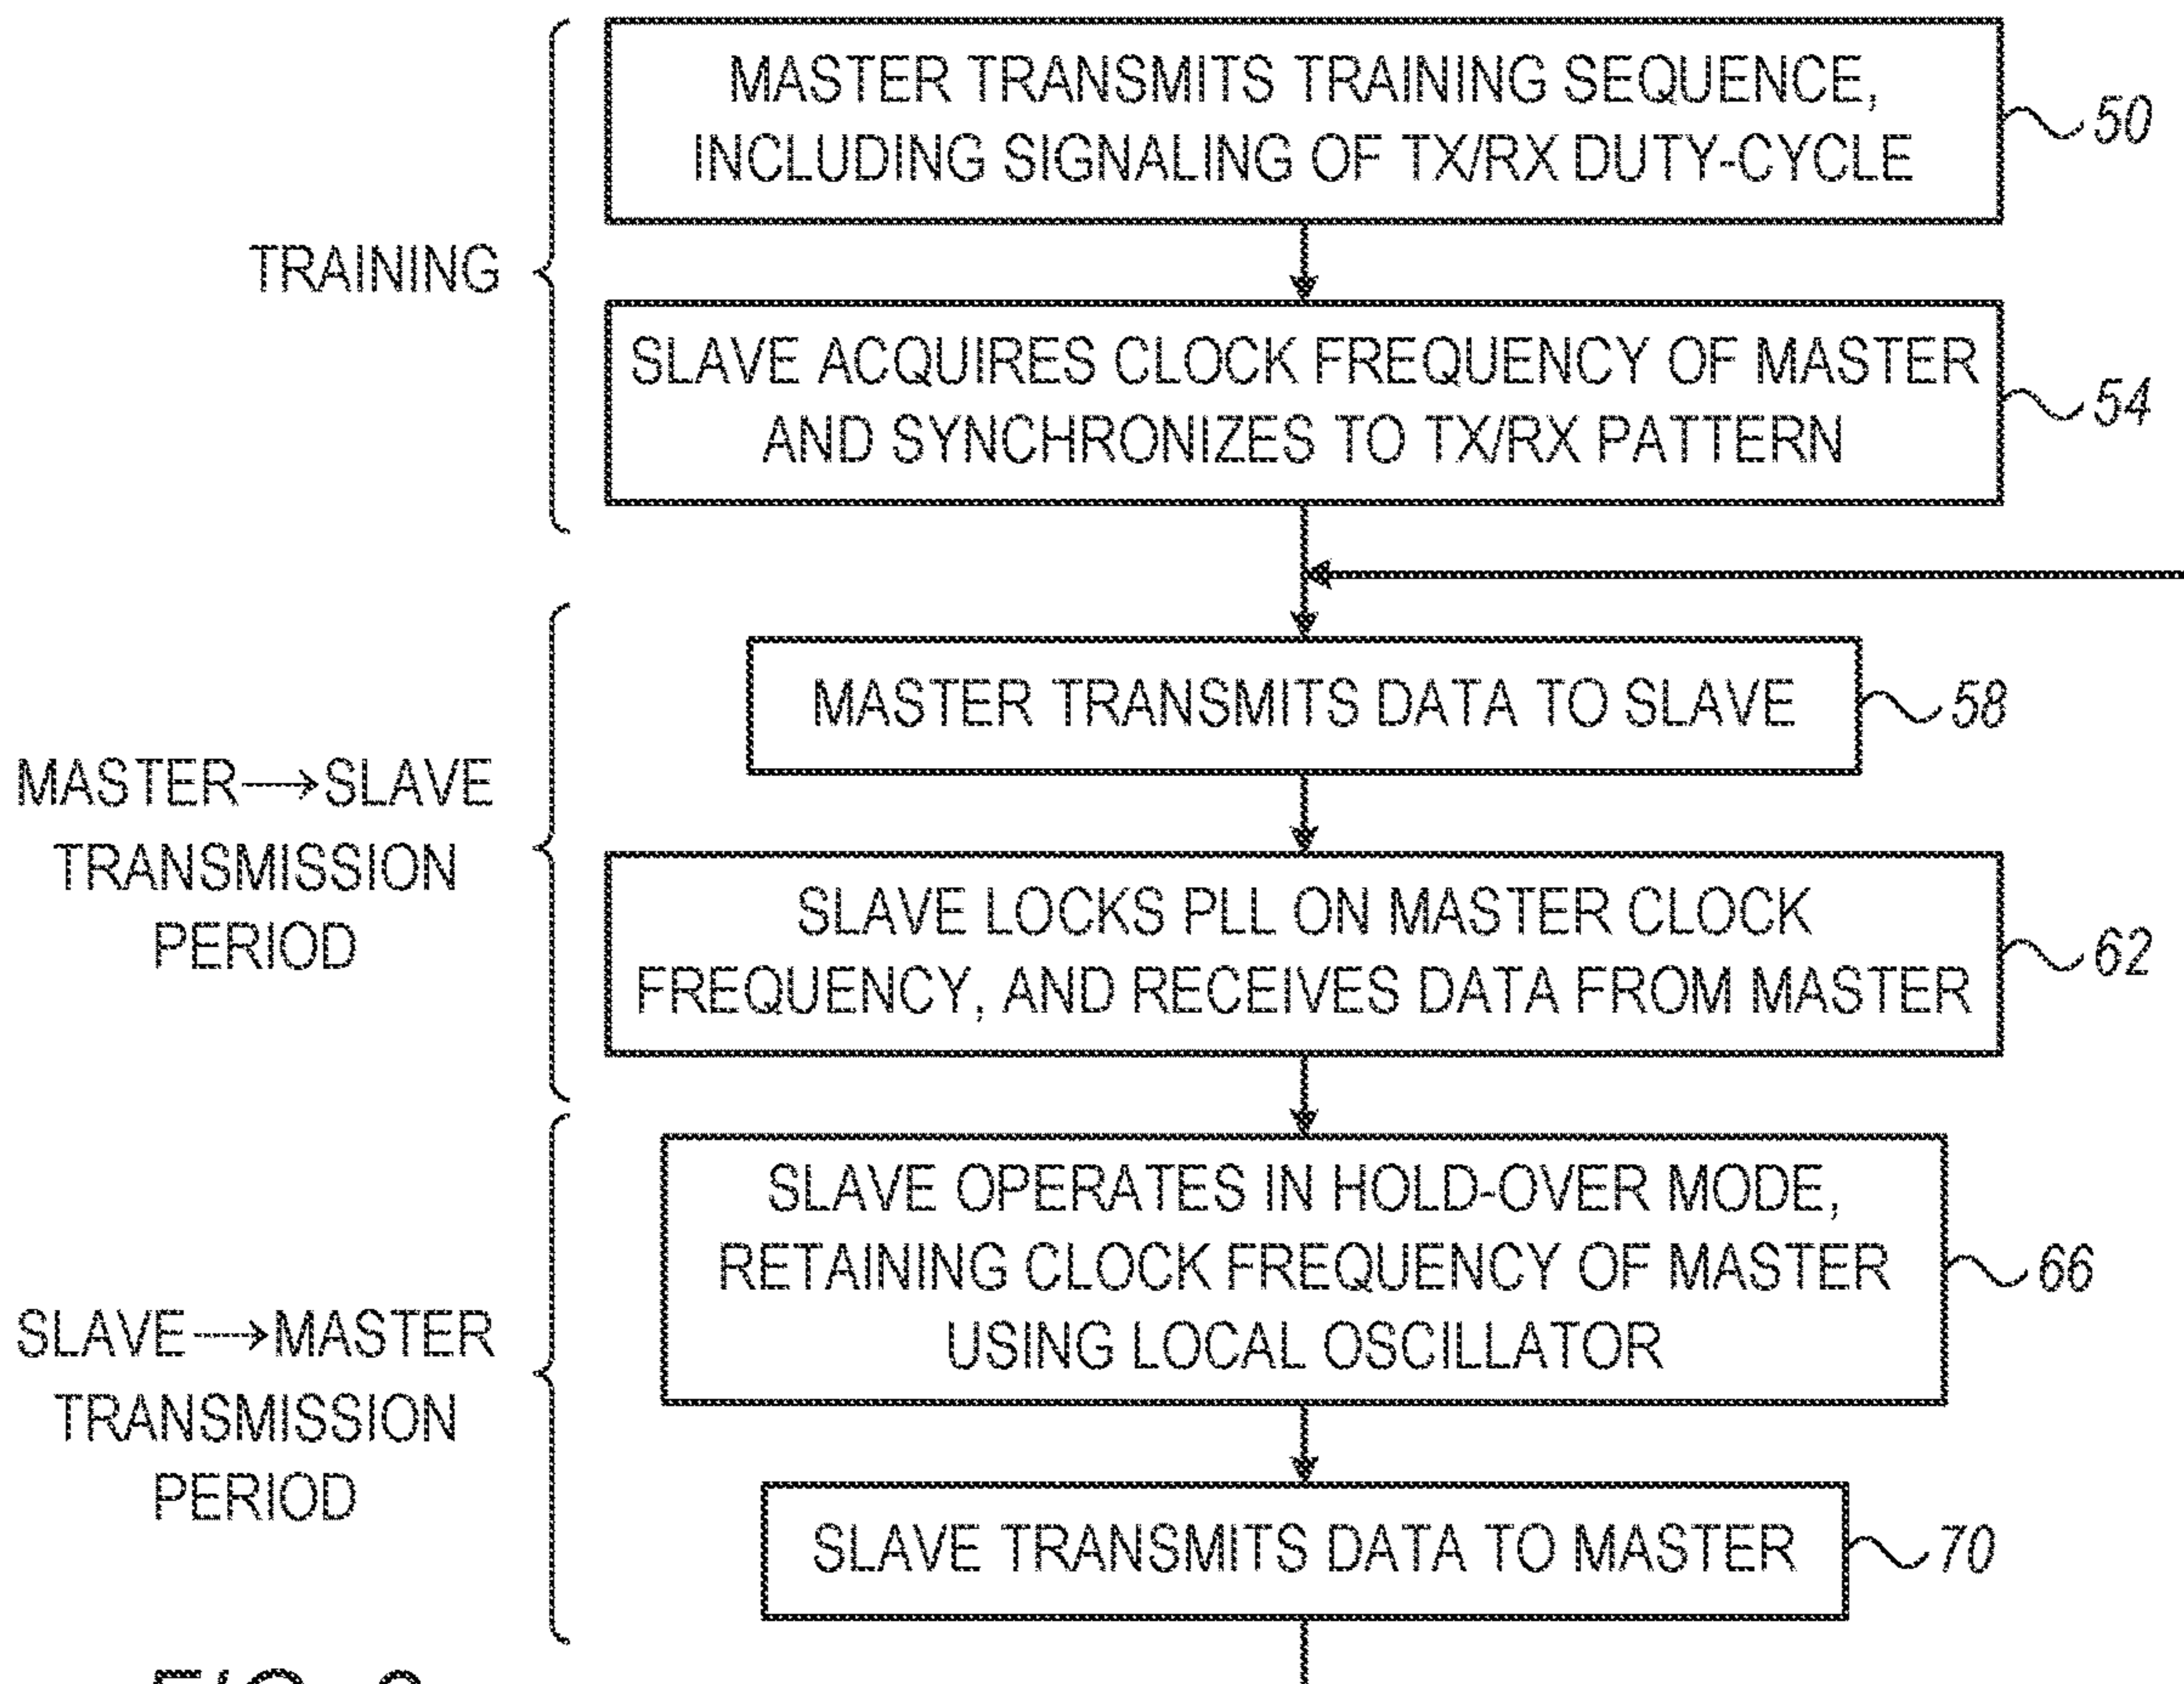 MASTER TRANSMITS TRAINING SEQUENCE,
INCLUDING SIGNALING OF TX/RX DUTY-CYCLE
50
TRAINING
SLAVE ACQUIRES CLOCK FREQUENCY OF MASTER
AND SYNCHRONIZES TO TX/RX PATTERN
54
MASTER TRANSMITS DATA TO SLAVE
58
MASTER→SLAVE
TRANSMISSION
PERIOD
SLAVE LOCKS PLL ON MASTER CLOCK
FREQUENCY, AND RECEIVES DATA FROM MASTER
62
SLAVE OPERATES IN HOLD-OVER MODE,
RETAINING CLOCK FREQUENCY OF MASTER
USING LOCAL OSCILLATOR
66
SLAVE→MASTER
TRANSMISSION
PERIOD
SLAVE TRANSMITS DATA TO MASTER
70